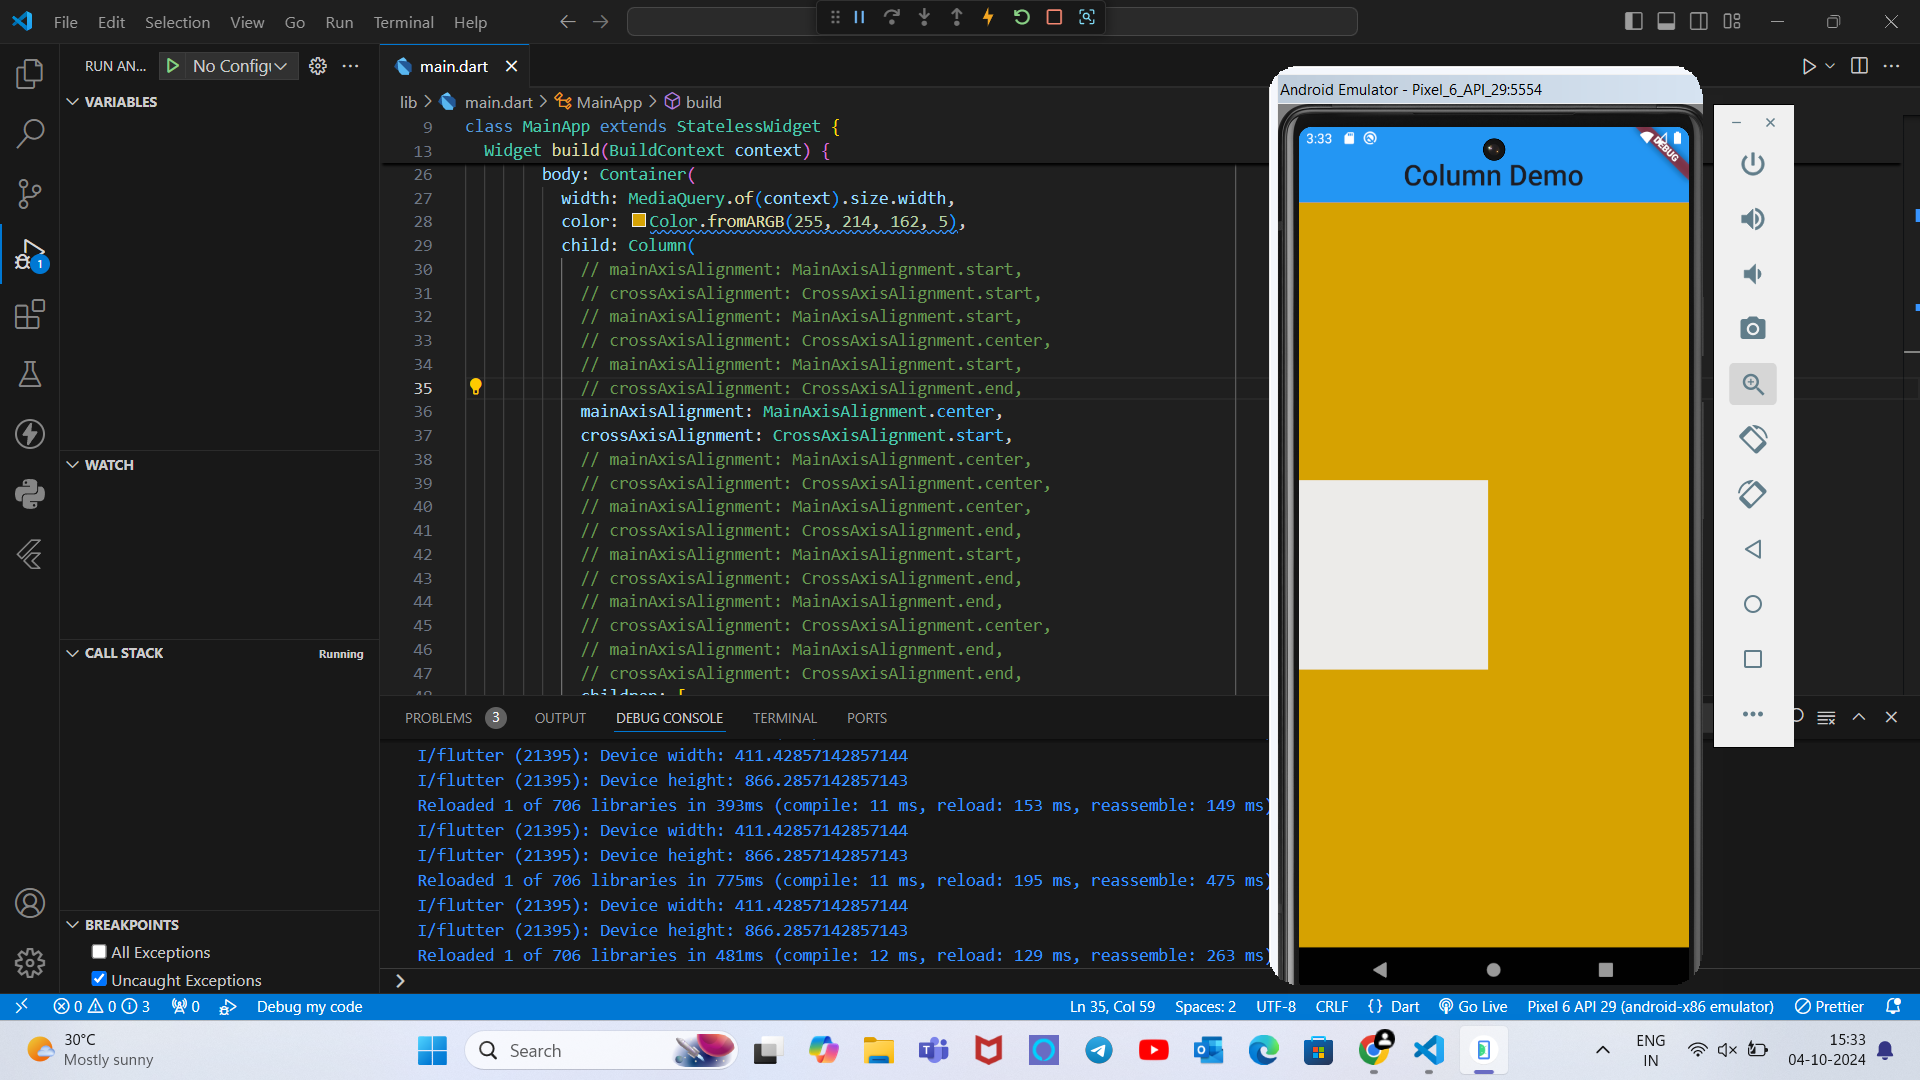 File Edit Selection View Go Run Terminal Help
RUN AN... No Config
main.dart
lib main.dart MainApp build
9 class MainApp extends StatelessWidget {
13 Widget build(BuildContext context) {
26 body: Container(
27 width: MediaQuery.of(context).size.width,
28 color: Color.fromARGB(255, 214, 162, 5),
29 child: Column(
30 // mainAxisAlignment: MainAxisAlignment.start,
31 // crossAxisAlignment: CrossAxisAlignment.start,
32 // mainAxisAlignment: MainAxisAlignment.start,
33 // crossAxisAlignment: CrossAxisAlignment.center,
34 // mainAxisAlignment: MainAxisAlignment.start,
35 // crossAxisAlignment: CrossAxisAlignment.end,
36 mainAxisAlignment: MainAxisAlignment.center,
37 crossAxisAlignment: CrossAxisAlignment.start,
38 // mainAxisAlignment: MainAxisAlignment.center,
39 // crossAxisAlignment: CrossAxisAlignment.center,
40 // mainAxisAlignment: MainAxisAlignment.center,
41 // crossAxisAlignment: CrossAxisAlignment.end,
42 // mainAxisAlignment: MainAxisAlignment.start,
43 // crossAxisAlignment: CrossAxisAlignment.end,
44 // mainAxisAlignment: MainAxisAlignment.end,
45 // crossAxisAlignment: CrossAxisAlignment.center,
46 // mainAxisAlignment: MainAxisAlignment.end,
47 // crossAxisAlignment: CrossAxisAlignment.end,
VARIABLES
WATCH
CALL STACK Running
BREAKPOINTS
All Exceptions
Uncaught Exceptions
1
PROBLEMS 3 OUTPUT DEBUG CONSOLE TERMINAL PORTS
I/flutter (21395): Device width: 411.42857142857144
I/flutter (21395): Device height: 866.2857142857143
Reloaded 1 of 706 libraries in 393ms (compile: 11 ms, reload: 153 ms, reassemble: 149 ms)
I/flutter (21395): Device width: 411.42857142857144
I/flutter (21395): Device height: 866.2857142857143
Reloaded 1 of 706 libraries in 775ms (compile: 11 ms, reload: 195 ms, reassemble: 475 ms)
I/flutter (21395): Device width: 411.42857142857144
I/flutter (21395): Device height: 866.2857142857143
Reloaded 1 of 706 libraries in 481ms (compile: 12 ms, reload: 129 ms, reassemble: 263 ms)
Android Emulator - Pixel_6_API_29:5554
3:33
DEBUG
Column Demo
0 0 3 0 Debug my code
Ln 35, Col 59 Spaces: 2 UTF-8 CRLF {} Dart Go Live Pixel 6 API 29 (android-x86 emulator) Prettier
30°C
Mostly sunny
Search
ENG
IN
15:33
04-10-2024